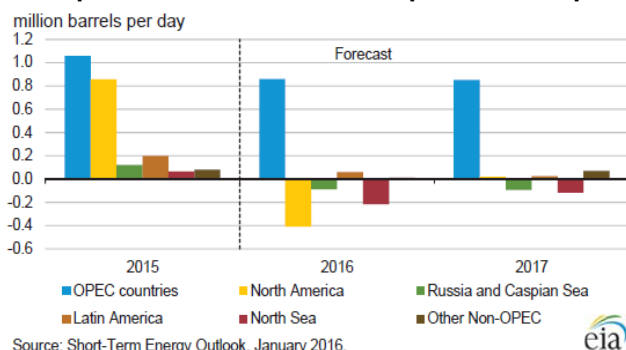 million barrels per day
1.2
1.0
0.8
0.6
0.4
0.2
0.0
-0.2
-0.4
-0.6
Forecast
2015 2016 2017
OPEC countries North America Russia and Caspian Sea
Latin America North Sea Other Non-OPEC
Source: Short-Term Energy Outlook, January 2016.
eia